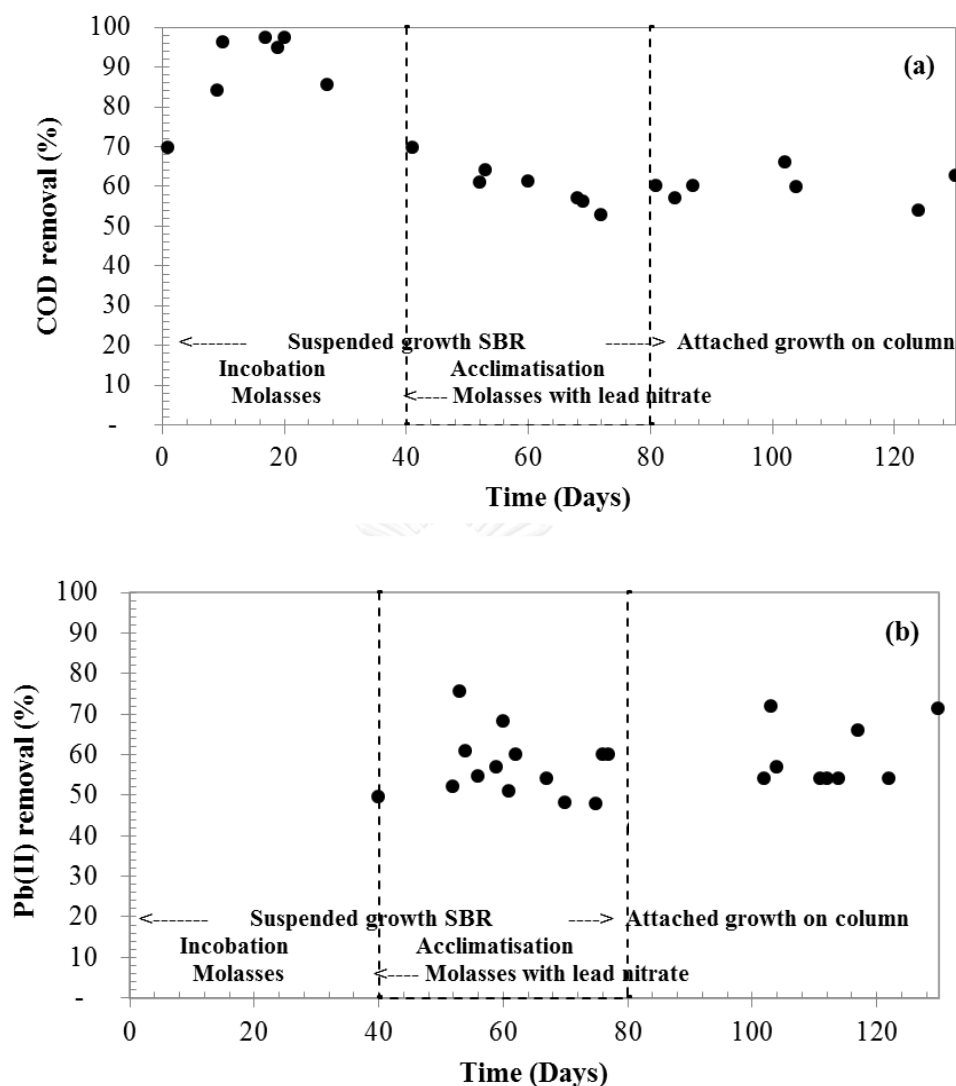 100
(a)
90
80
70
60
50
40
30
20
10
-
COD removal (%)
<----- Suspended growth SBR ----->
Attached growth on column
Incobation
Acclimatisation
Molasses
<---- Molasses with lead nitrate
0 20 40 60 80 100 120
Time (Days)
100
(b)
90
80
70
60
50
40
30
20
10
-
Pb(II) removal (%)
<------- Suspended growth SBR ----->
Attached growth on column
Incobation
Acclimatisation
Molasses
<---- Molasses with lead nitrate
0 20 40 60 80 100 120
Time (Days)